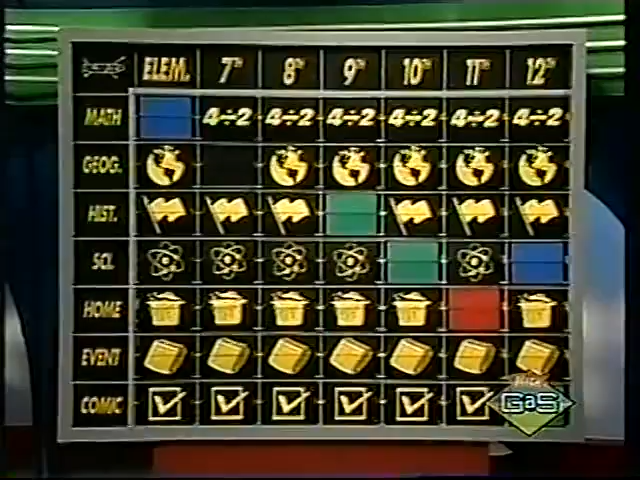 ELEM. 7TH 8TH 9TH 10TH 11TH 12TH
MATH 4÷2 4÷2 4÷2 4÷2 4÷2 4÷2
GEOG.
HIST.
SCI.
HOME
EVENT
COMIC
GaS